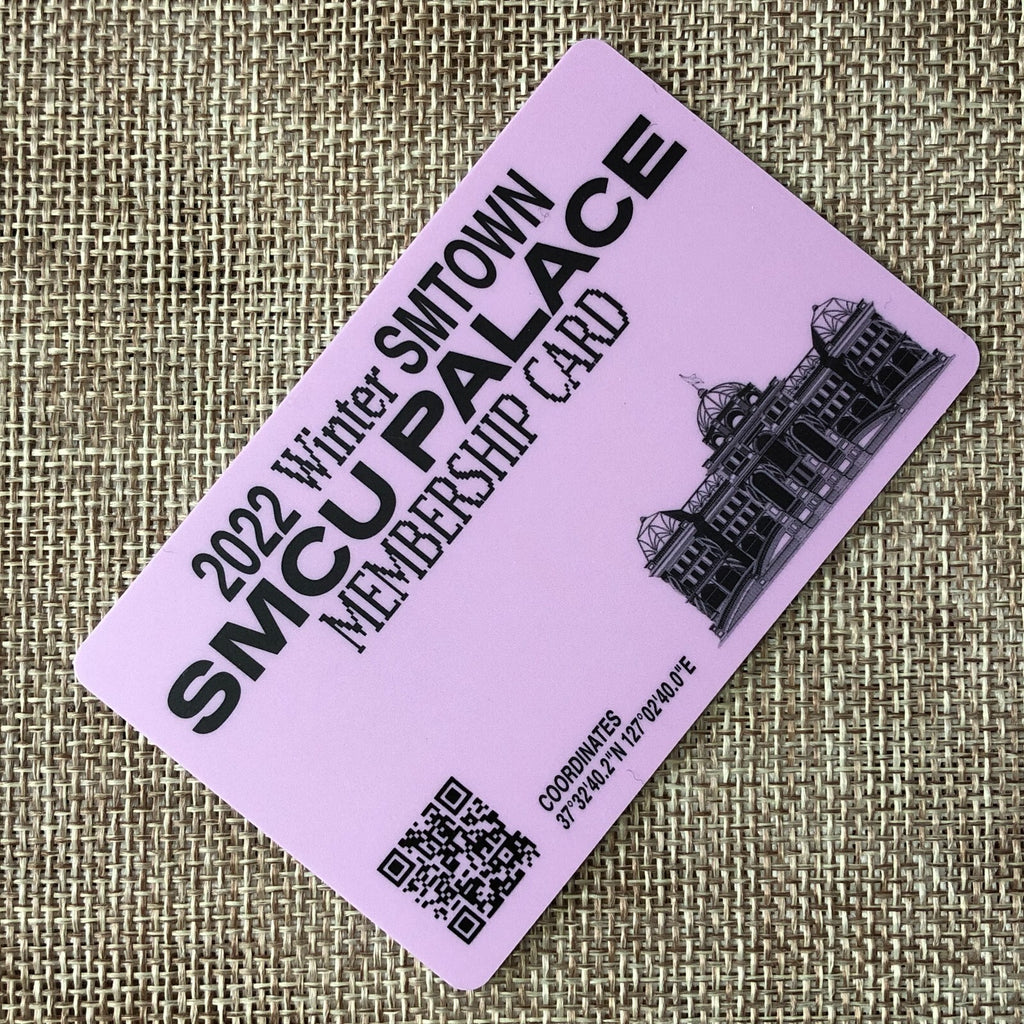 2022 Winter SMTOWN
SMCU PALACE
MEMBERSHIP CARD
COORDINATES
37°32'40.2"N 127°02'40.0"E